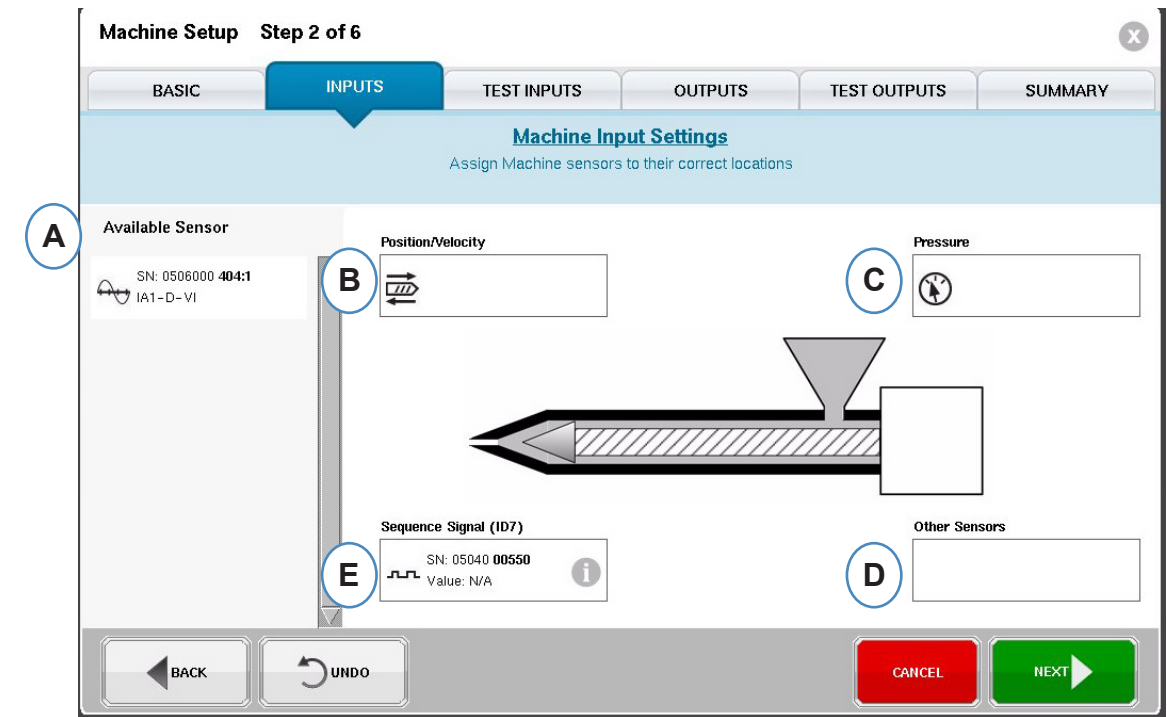 Machine Setup Step 2 of 6
X
BASIC
INPUTS
TEST INPUTS
OUTPUTS
TEST OUTPUTS
SUMMARY
Machine Input Settings
Assign Machine sensors to their correct locations
A
Available Sensor
SN: 0506000 404:1
IA1-D-VI
Position/Velocity
B
Pressure
C
Sequence Signal (ID7)
E
SN: 05040 00550
Value: N/A
i
Other Sensors
D
BACK
UNDO
CANCEL
NEXT